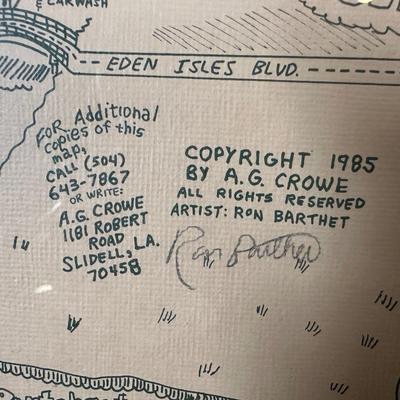 & CARWASH
EDEN ISLES BLVD.
FOR Additional
copies of this
map,
CALL (504)
643-7867
OR WRITE:
A.G. CROWE
1181 ROBERT
ROAD
SLIDELL, LA.
70458
COPYRIGHT 1985
BY A.G. CROWE
ALL RIGHTS RESERVED
ARTIST: RON BARTHET
Ron Barthet